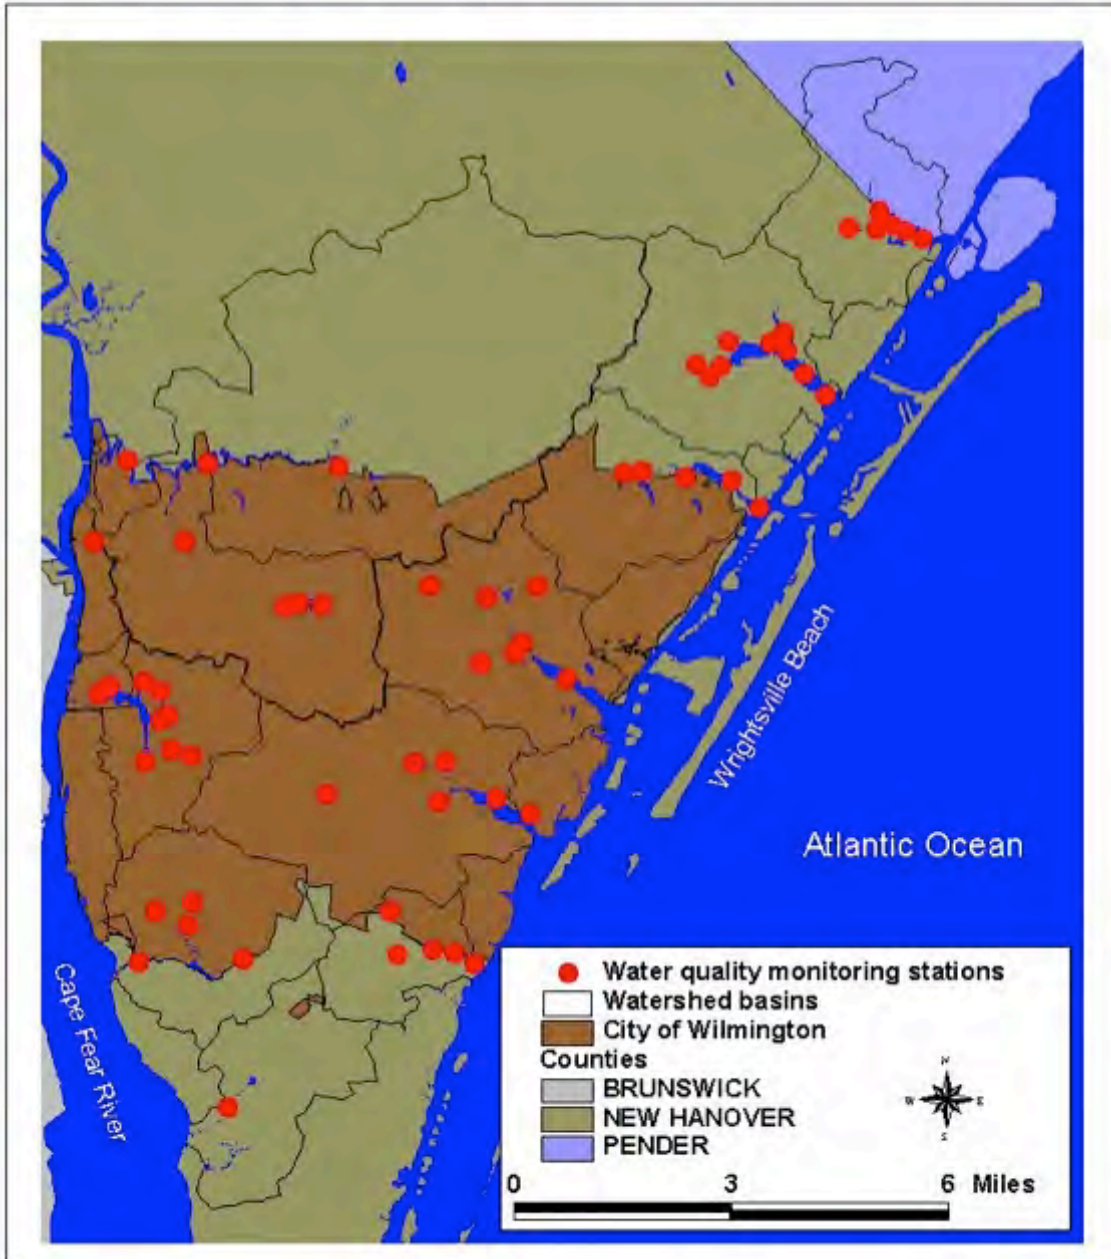 Wrightsville Beach
Atlantic Ocean
Cape Fear River
Water quality monitoring stations
Watershed basins
City of Wilmington
Counties
BRUNSWICK
NEW HANOVER
PENDER
N
W E
S
0 3 6 Miles